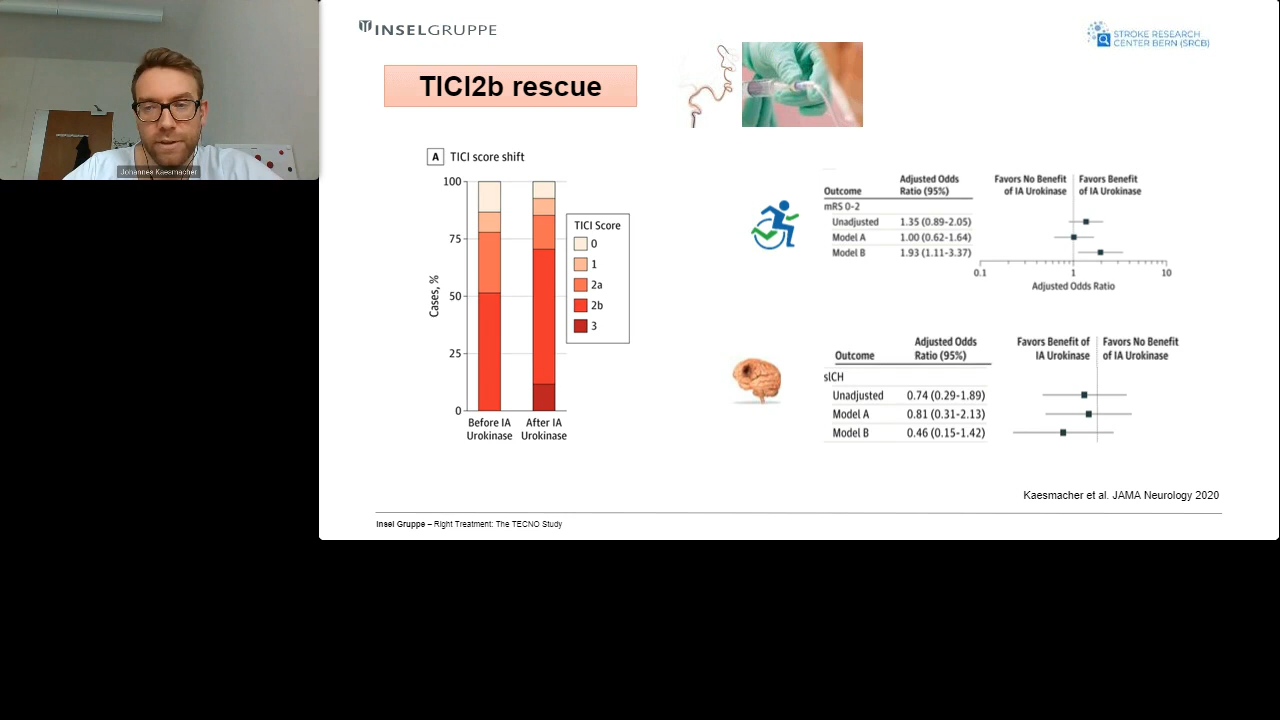 Johannes Kaesmacher
INSELGRUPPE
STROKE RESEARCH
CENTER BERN (SRCB)
TICI2b rescue
A TICI score shift
100
75
50
25
0
Cases, %
Before IA
Urokinase
After IA
Urokinase
TICI Score
0
1
2a
2b
3
Outcome
Adjusted Odds
Ratio (95%)
Favors No Benefit
of IA Urokinase
Favors Benefit
of IA Urokinase
mRS 0-2
Unadjusted 1.35 (0.89-2.05)
Model A 1.00 (0.62-1.64)
Model B 1.93 (1.11-3.37)
0.1 1 10
Adjusted Odds Ratio
Outcome
Adjusted Odds
Ratio (95%)
Favors Benefit of
IA Urokinase
Favors No Benefit
of IA Urokinase
sICH
Unadjusted 0.74 (0.29-1.89)
Model A 0.81 (0.31-2.13)
Model B 0.46 (0.15-1.42)
Kaesmacher et al. JAMA Neurology 2020
Insel Gruppe – Right Treatment: The TECNO Study